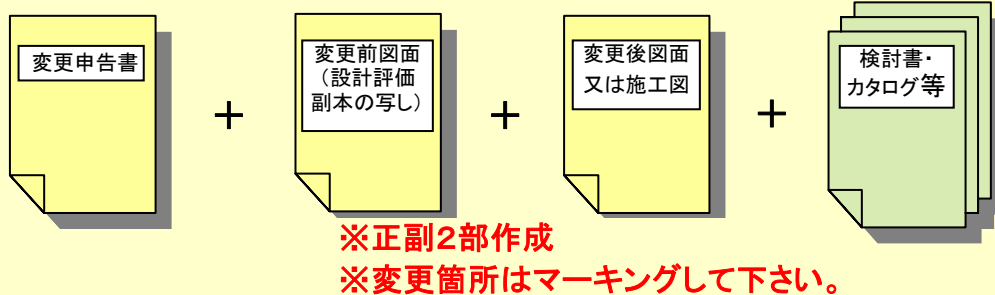 変更申告書
+
変更前図面
（設計評価
副本の写し）
+
変更後図面
又は施工図
+
検討書・
カタログ等
※正副2部作成
※変更箇所はマーキングして下さい。